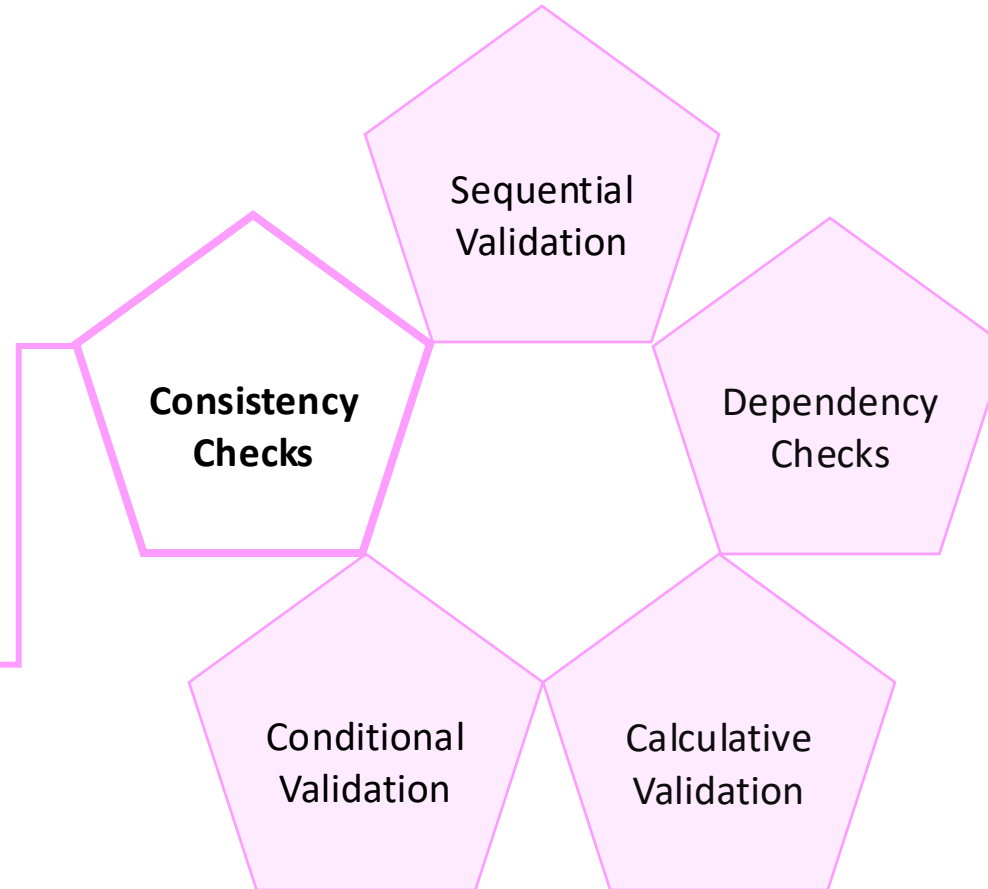 Sequential
Validation
Consistency
Checks
Dependency
Checks
Conditional
Validation
Calculative
Validation